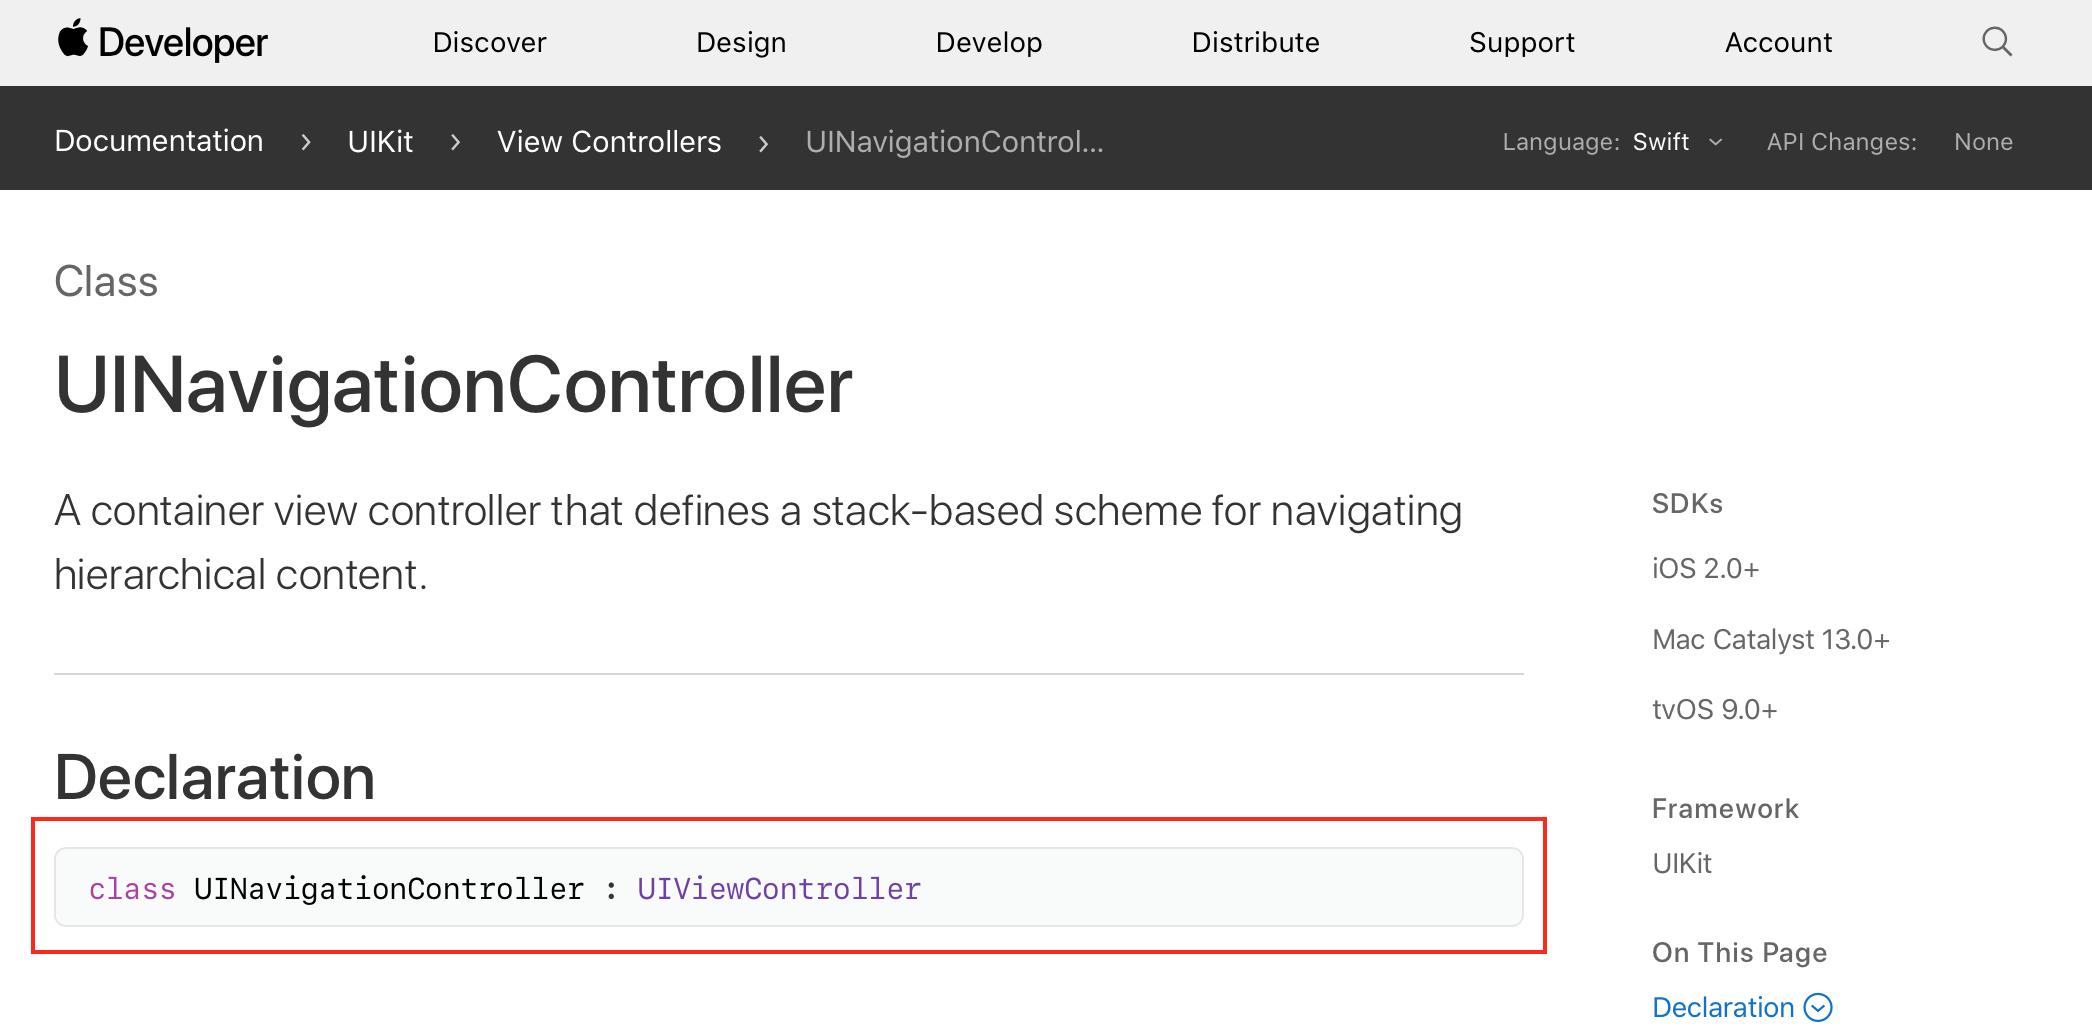 Developer Discover Design Develop Distribute Support Account
Documentation › UIKit › View Controllers › UINavigationControl... Language: Swift API Changes: None
Class
UINavigationController
A container view controller that defines a stack-based scheme for navigating
hierarchical content.
SDKs
iOS 2.0+
Mac Catalyst 13.0+
tvOS 9.0+
Declaration
class UINavigationController : UIViewController
Framework
UIKit
On This Page
Declaration